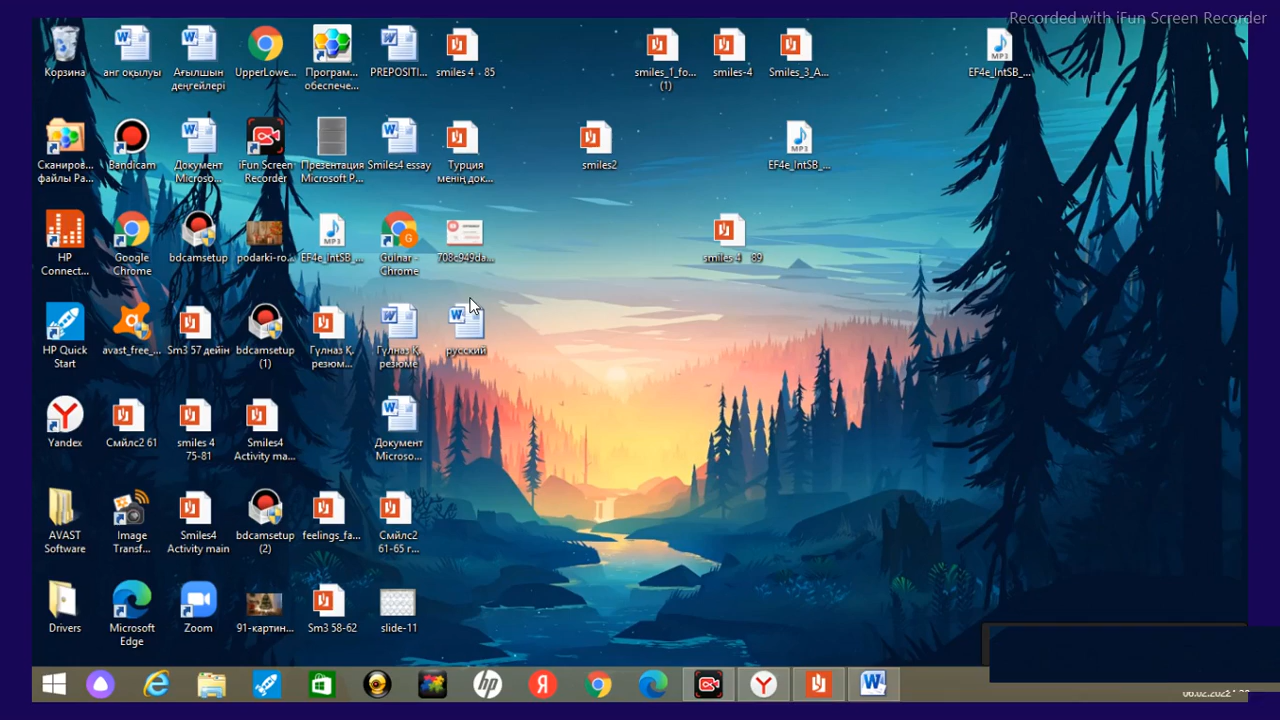 Recorded with iFun Screen Recorder
Корзина
анг оқылуы
Ағылшын
деңгейлері
UpperLowe...
Програм...
обеспече...
PREPOSITI...
smiles 4 - 85
smiles_1_fo...
(1)
smiles-4
Smiles_3_A...
EF4e_IntSB_...
Сканиров...
файлы Pa...
Bandicam
Документ
Microso...
iFun Screen
Recorder
Презентация
Microsoft P...
Smiles4 essay
Турция
менің док...
smiles2
EF4e_IntSB_...
HP
Connect...
Google
Chrome
bdcamsetup
podarki-ro...
EF4e_IntSB_...
Gulnar -
Chrome
708c949da...
smiles 4 89
HP Quick
Start
avast_free_...
Sm3 57 дейін
bdcamsetup
(1)
Гүлназ Қ.
резюм...
Гүлназ Қ.
резюме
русский
Yandex
Смйлс2 61
smiles 4
75-81
Smiles4
Activity ma...
Документ
Microso...
AVAST
Software
Image
Transf...
Smiles4
Activity main
bdcamsetup
(2)
feelings_fa...
Смйлс2
61-65 г...
Drivers
Microsoft
Edge
Zoom
91-картин...
Sm3 58-62
slide-11